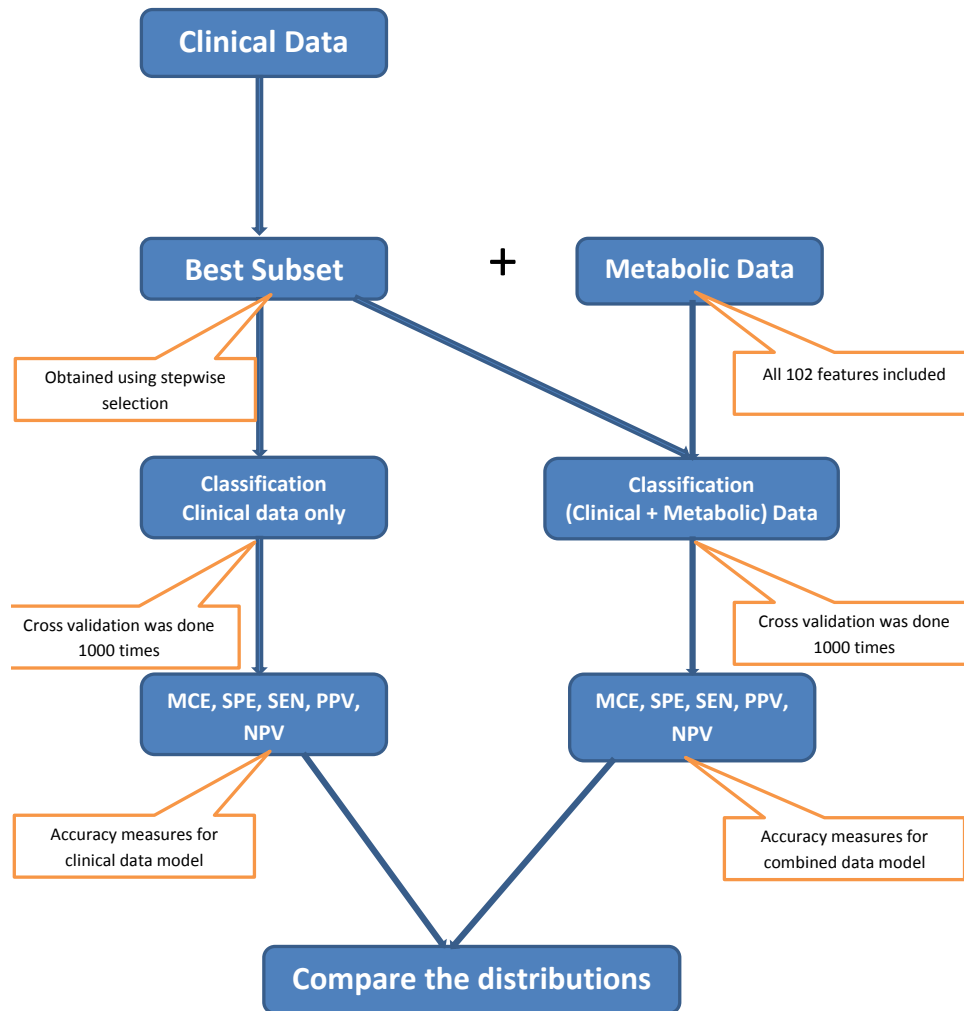 Clinical Data
Best Subset
+
Metabolic Data
Obtained using stepwise
selection
All 102 features included
Classification
Clinical data only
Classification
(Clinical + Metabolic) Data
Cross validation was done
1000 times
Cross validation was done
1000 times
MCE, SPE, SEN, PPV,
NPV
MCE, SPE, SEN, PPV,
NPV
Accuracy measures for
clinical data model
Accuracy measures for
combined data model
Compare the distributions